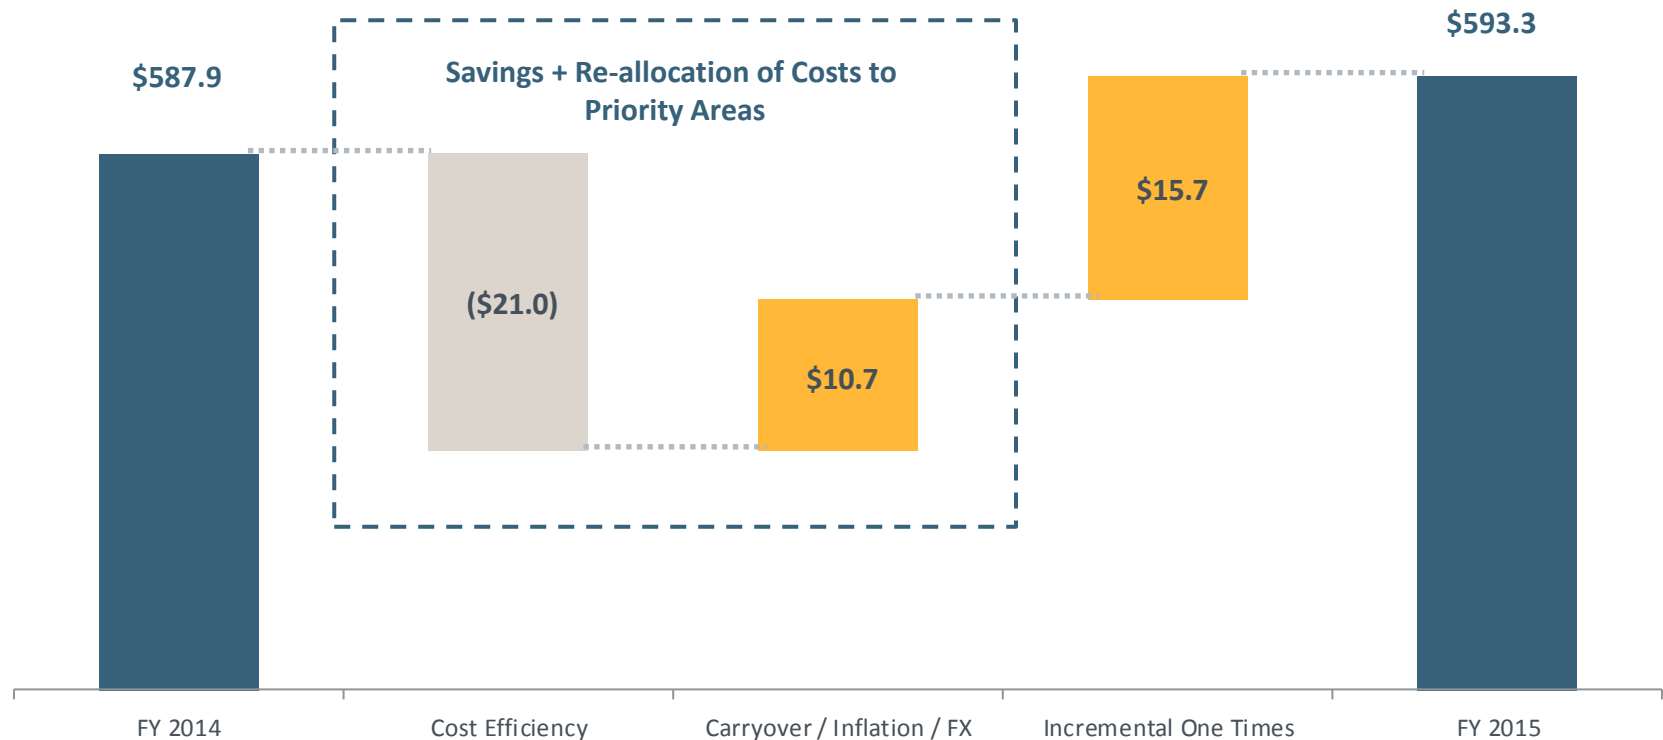 $593.3
$587.9
Savings + Re-allocation of Costs to
Priority Areas
$15.7
($21.0)
$10.7
FY 2014
Cost Efficiency
Carryover / Inflation / FX
Incremental One Times
FY 2015